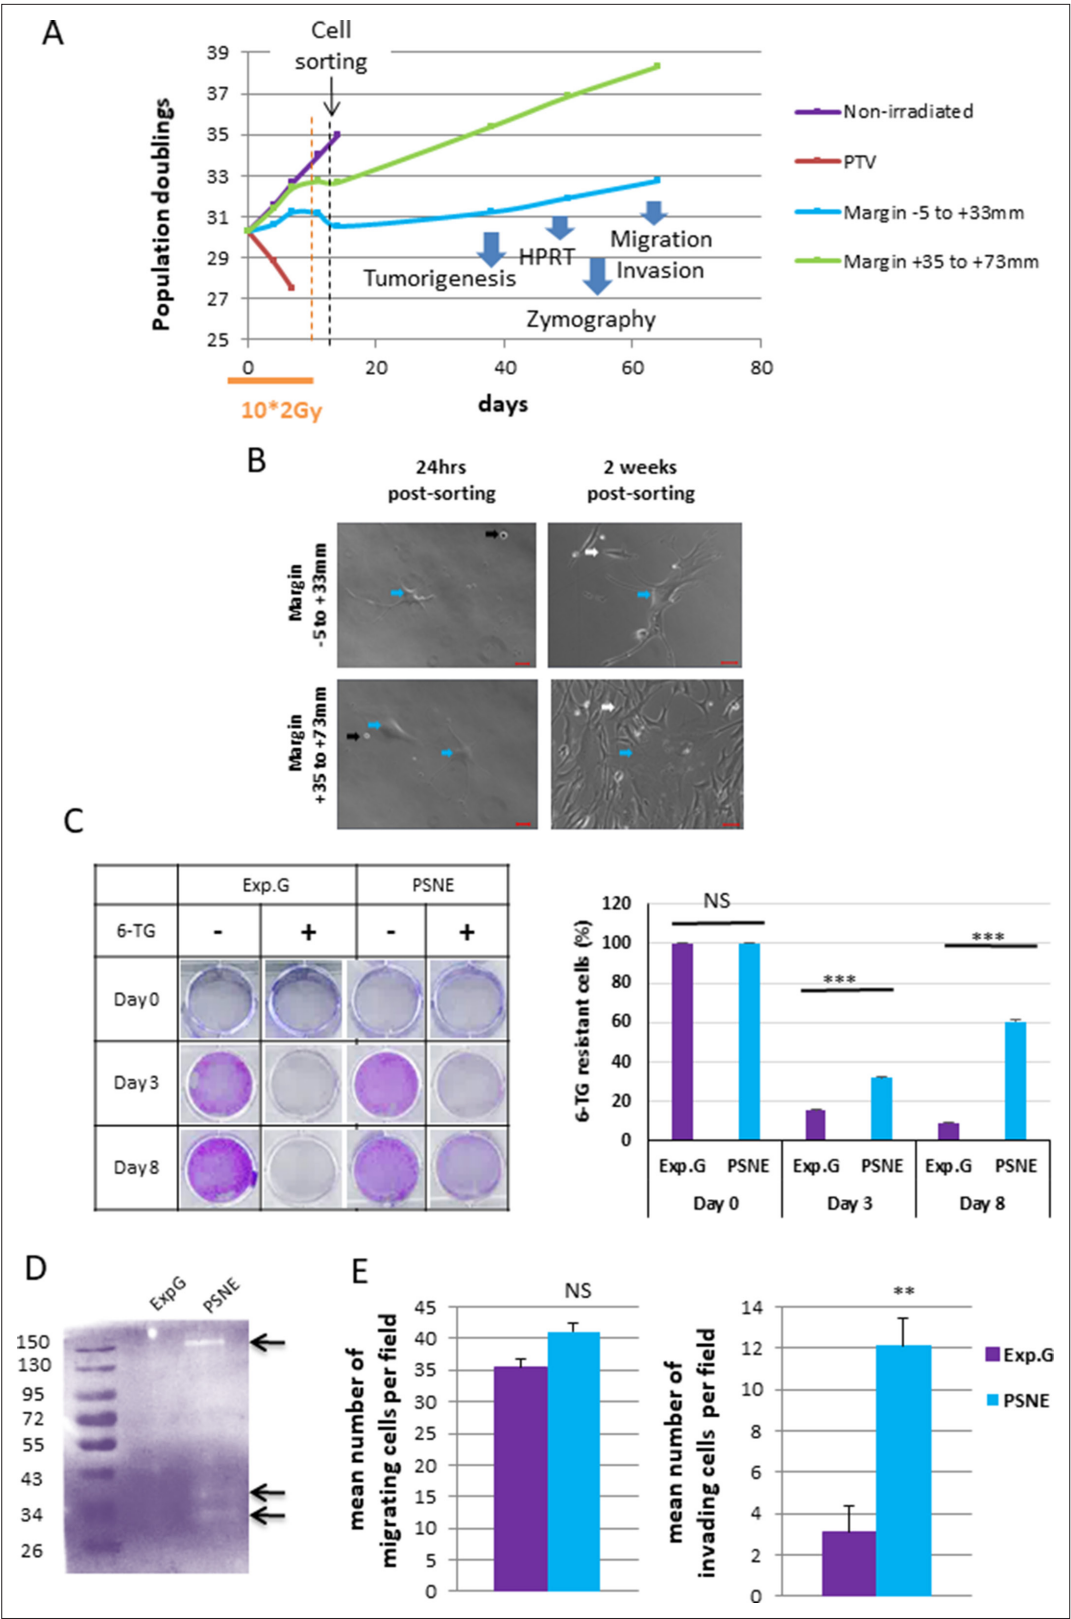 A
Cell
sorting
39
37
35
33
31
29
27
25
Population doublings
0
20
40
60
80
days
10*2Gy
Tumorigenesis
HPRT
Migration
Invasion
Zymography
Non-irradiated
PTV
Margin -5 to +33mm
Margin +35 to +73mm
B
24hrs
post-sorting
2 weeks
post-sorting
Margin
-5 to +33mm
Margin
+35 to +73mm
C
Exp.G
PSNE
6-TG
-
+
-
+
Day 0
Day 3
Day 8
6-TG resistant cells (%)
120
100
80
60
40
20
0
NS
***
***
Exp.G
PSNE
Exp.G
PSNE
Exp.G
PSNE
Day 0
Day 3
Day 8
D
ExpG
PSNE
150
130
95
72
55
43
34
26
E
mean number of
migrating cells per field
45
40
35
30
25
20
15
10
5
0
NS
mean number of
invading cells per field
14
12
10
8
6
4
2
0
**
Exp.G
PSNE